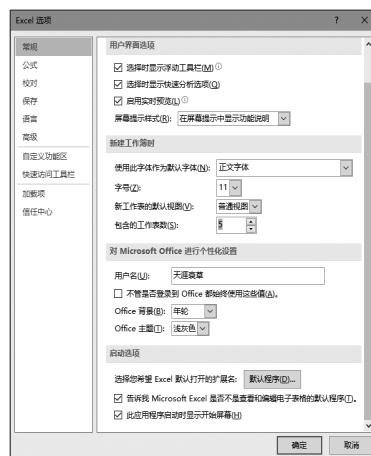 Excel 选项
?
常规
公式
校对
保存
语言
高级
自定义功能区
快速访问工具栏
加载项
信任中心
用户界面选项
选择时显示浮动工具栏(M)
选择时显示快速分析选项(Q)
启用实时预览(L)
屏幕提示样式(R): 在屏幕提示中显示功能说明
新建工作簿时
使用此字体作为默认字体(N): 正文字体
字号(Z): 11
新工作表的默认视图(V): 普通视图
包含的工作表数(S): 5
对 Microsoft Office 进行个性化设置
用户名(U): 天涯衰草
不管是否登录到 Office 都始终使用这些值(A)。
Office 背景(B): 年轮
Office 主题(T): 浅灰色
启动选项
选择您希望 Excel 默认打开的扩展名: 默认程序(D)...
告诉我 Microsoft Excel 是否不是查看和编辑电子表格的默认程序(T)。
此应用程序启动时显示开始屏幕(H)
确定 取消